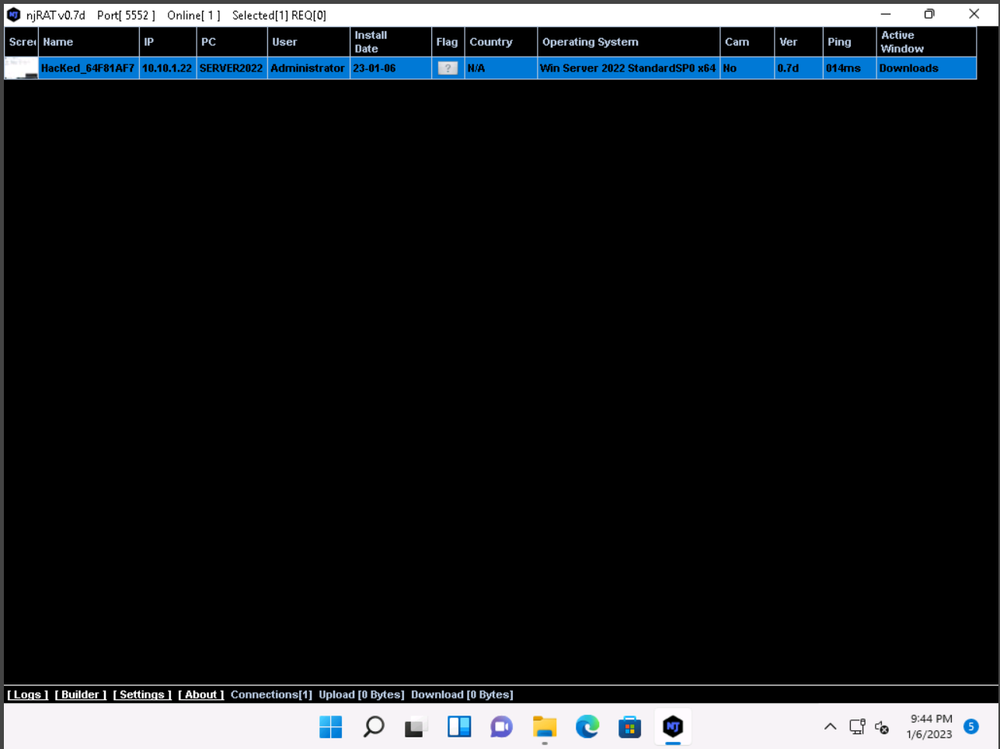 njRAT v0.7d Port[ 5552 ] Online[ 1 ] Selected[1] REQ[0]
Scree Name IP PC User Install Date Flag Country Operating System Cam Ver Ping Active Window
HacKed_64F81AF7 10.10.1.22 SERVER2022 Administrator 23-01-06 ? N/A Win Server 2022 StandardSP0 x64 No 0.7d 014ms Downloads
[ Logs ] [ Builder ] [ Settings ] [ About ] Connections[1] Upload [0 Bytes] Download [0 Bytes]
NJ
9:44 PM
1/6/2023
5